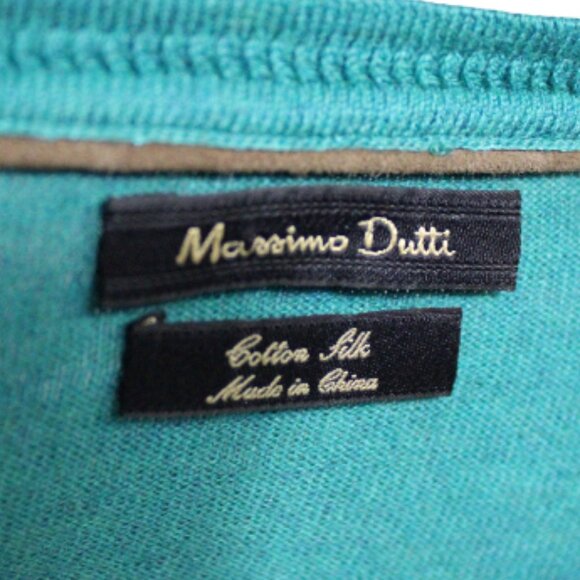 Massimo Dutti
Cotton Silk
Made in China